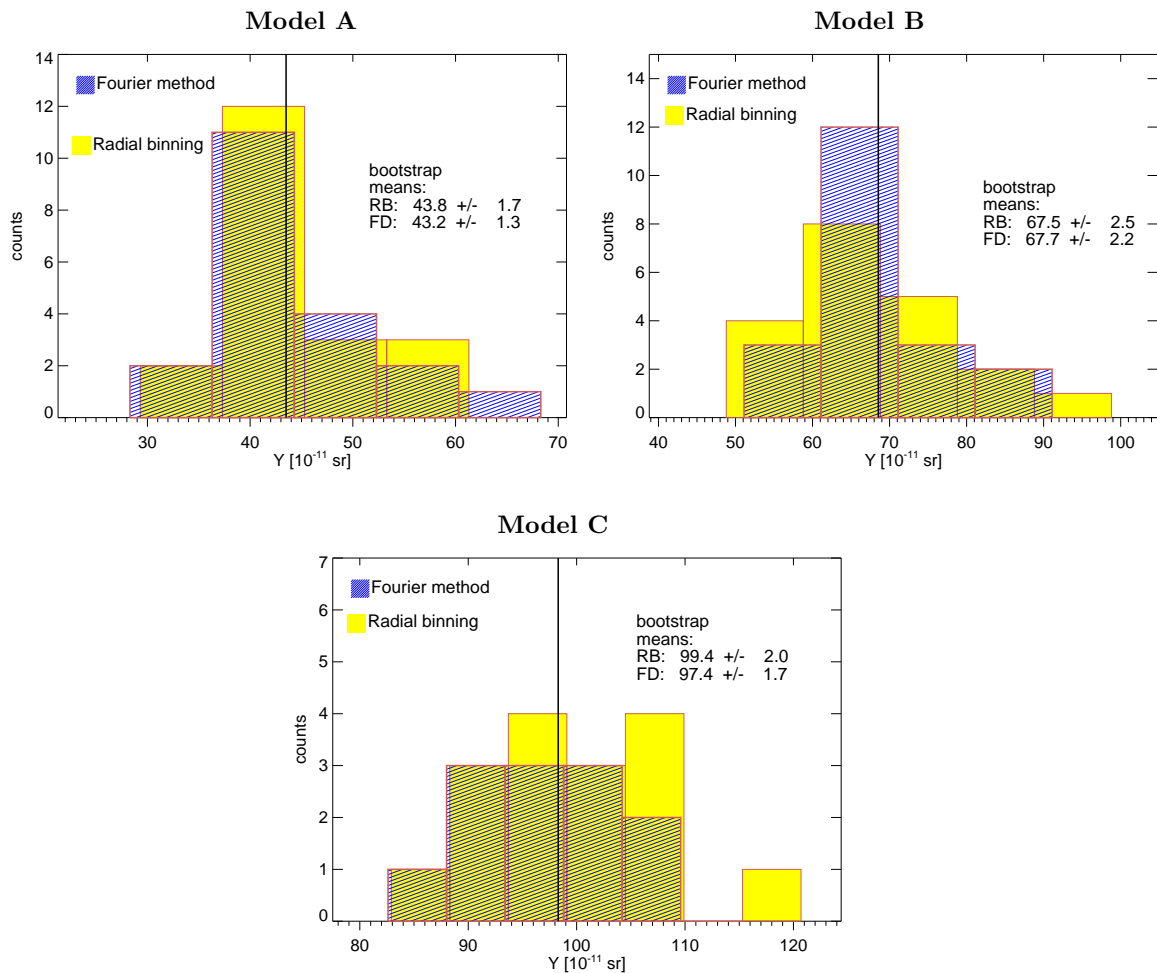 Model A
14
12
10
8
6
4
2
0
counts
Fourier method
Radial binning
bootstrap
means:
RB: 43.8 +/- 1.7
FD: 43.2 +/- 1.3
30 40 50 60 70
Y [10⁻¹¹ sr]
Model B
14
12
10
8
6
4
2
0
counts
Fourier method
Radial binning
bootstrap
means:
RB: 67.5 +/- 2.5
FD: 67.7 +/- 2.2
40 50 60 70 80 90 100
Y [10⁻¹¹ sr]
Model C
7
6
5
4
3
2
1
0
counts
Fourier method
Radial binning
bootstrap
means:
RB: 99.4 +/- 2.0
FD: 97.4 +/- 1.7
80 90 100 110 120
Y [10⁻¹¹ sr]